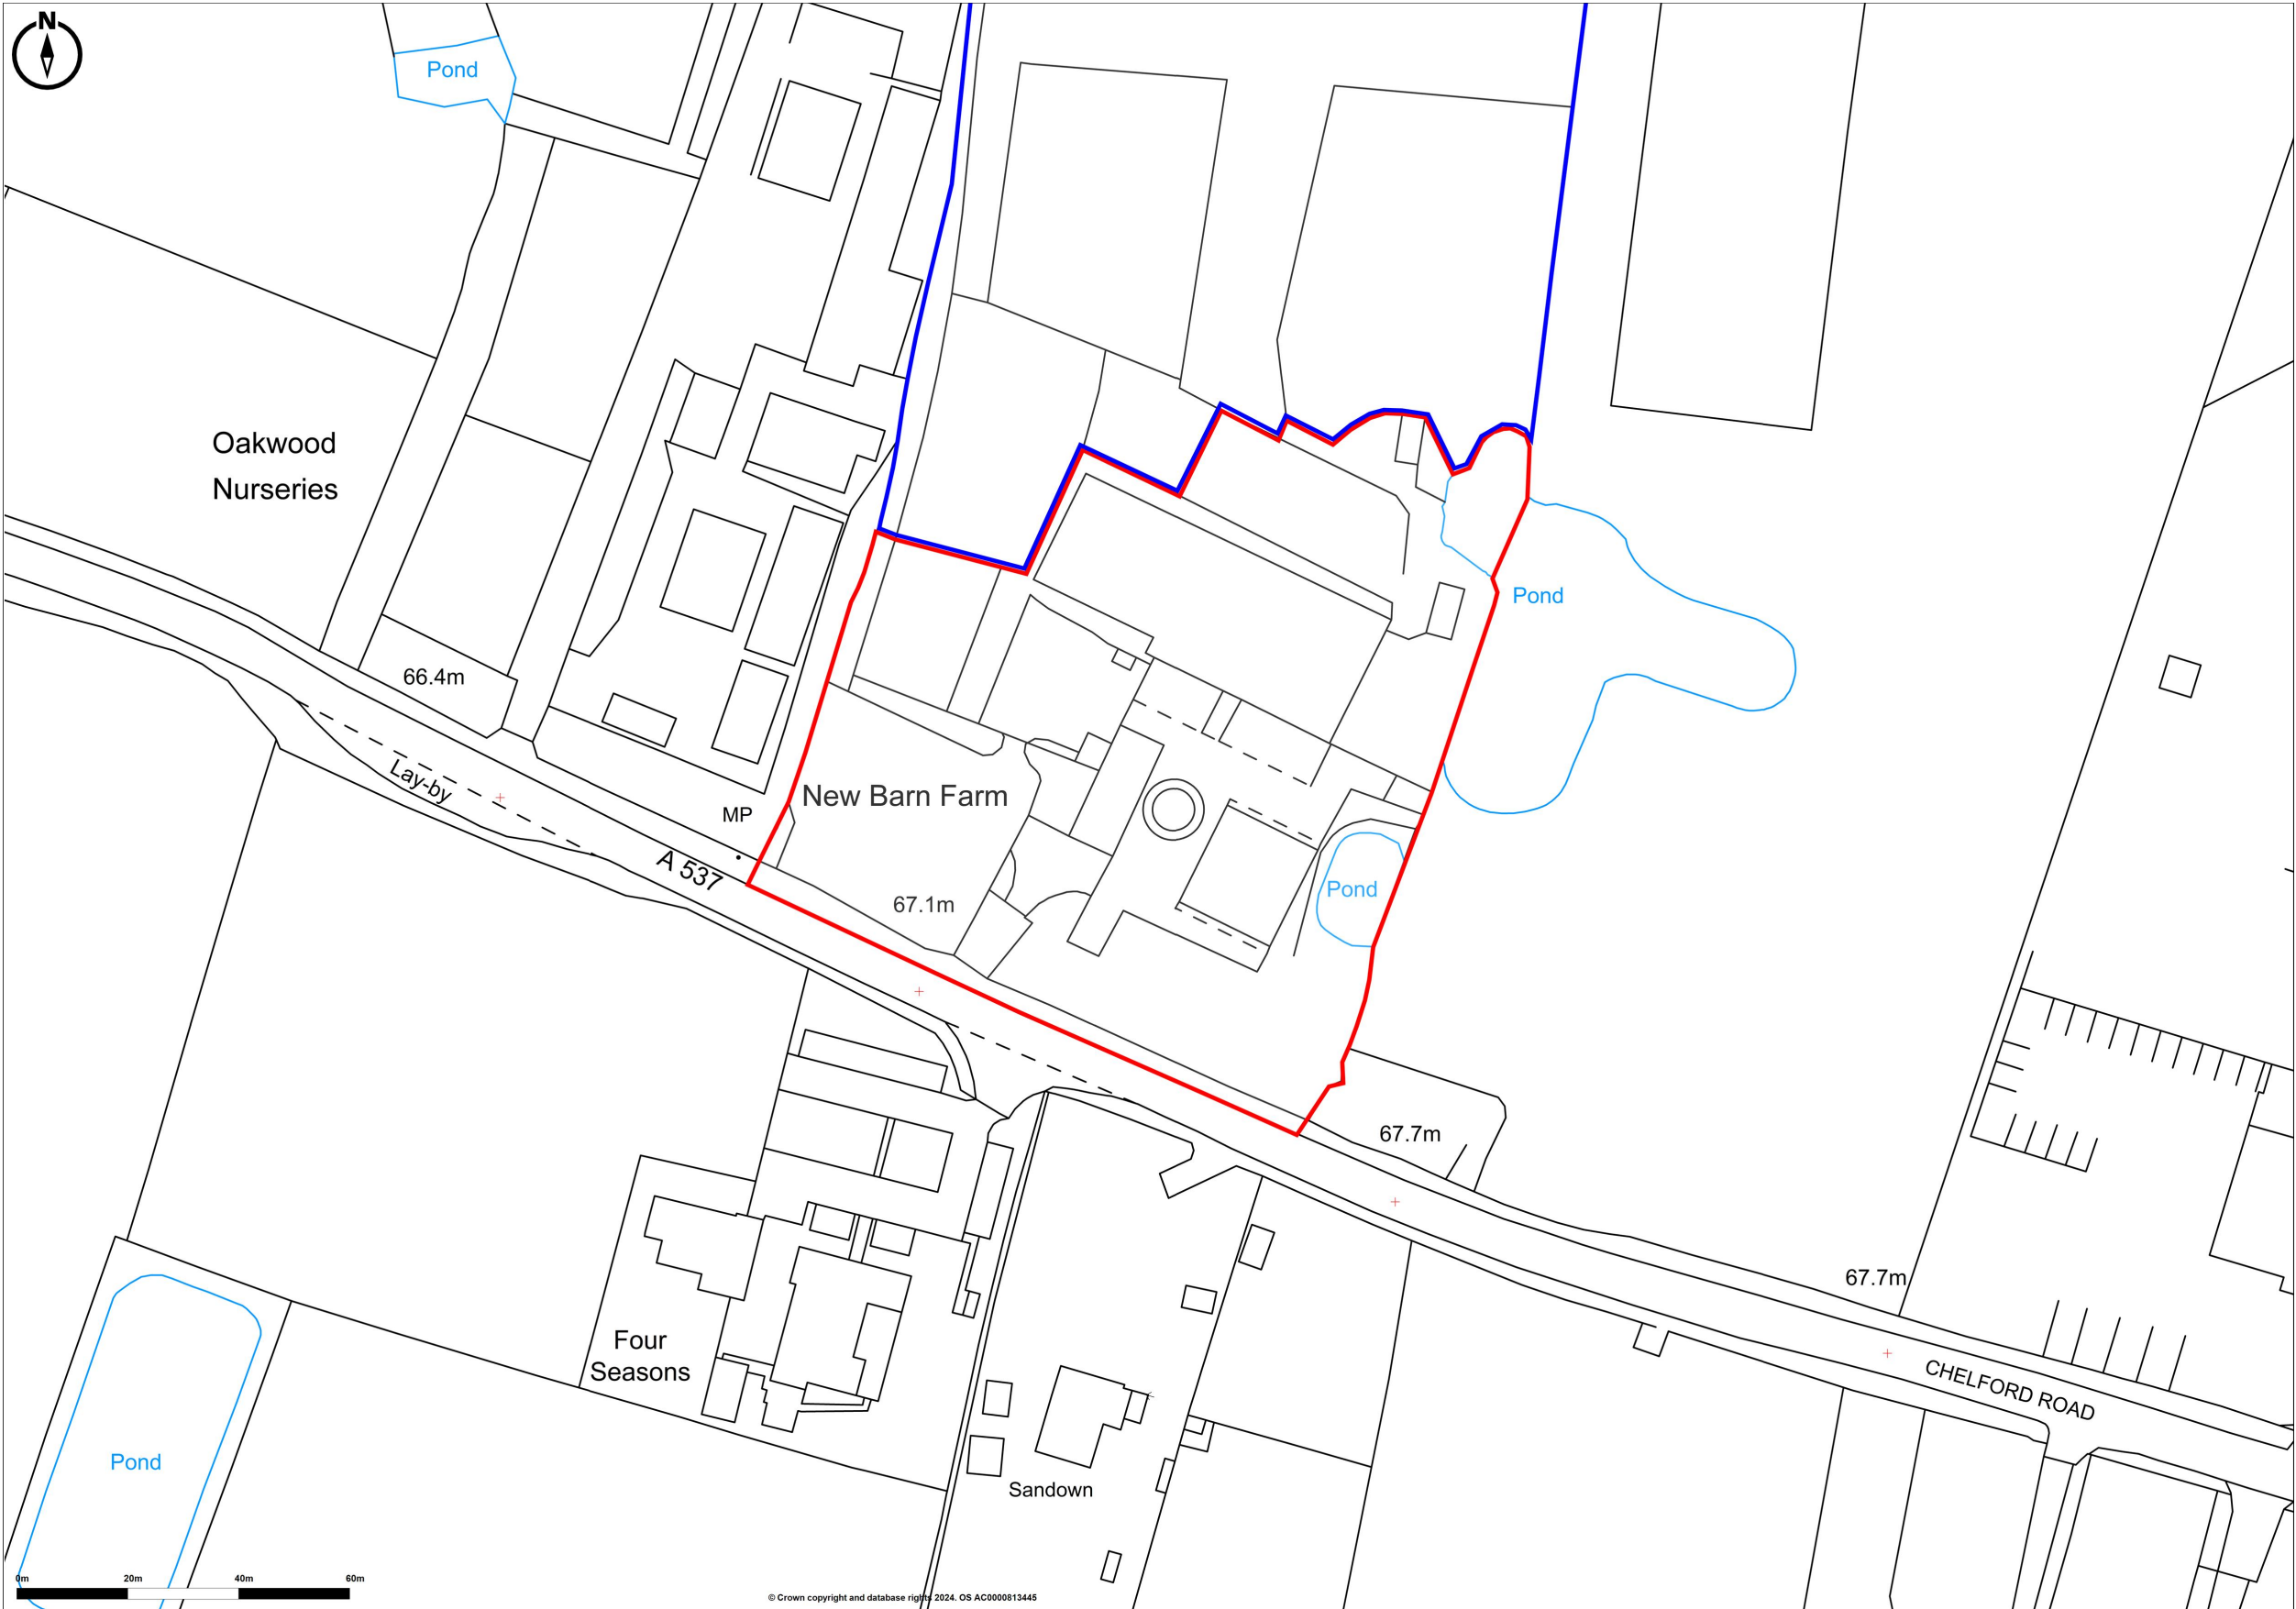 N
Pond
Oakwood
Nurseries
66.4m
Lay-by
MP
A 537
New Barn Farm
67.1m
Pond
Pond
67.7m
67.7m
CHELFORD ROAD
Four
Seasons
Sandown
Pond
0m 20m 40m 60m
© Crown copyright and database rights 2024. OS AC0000813445